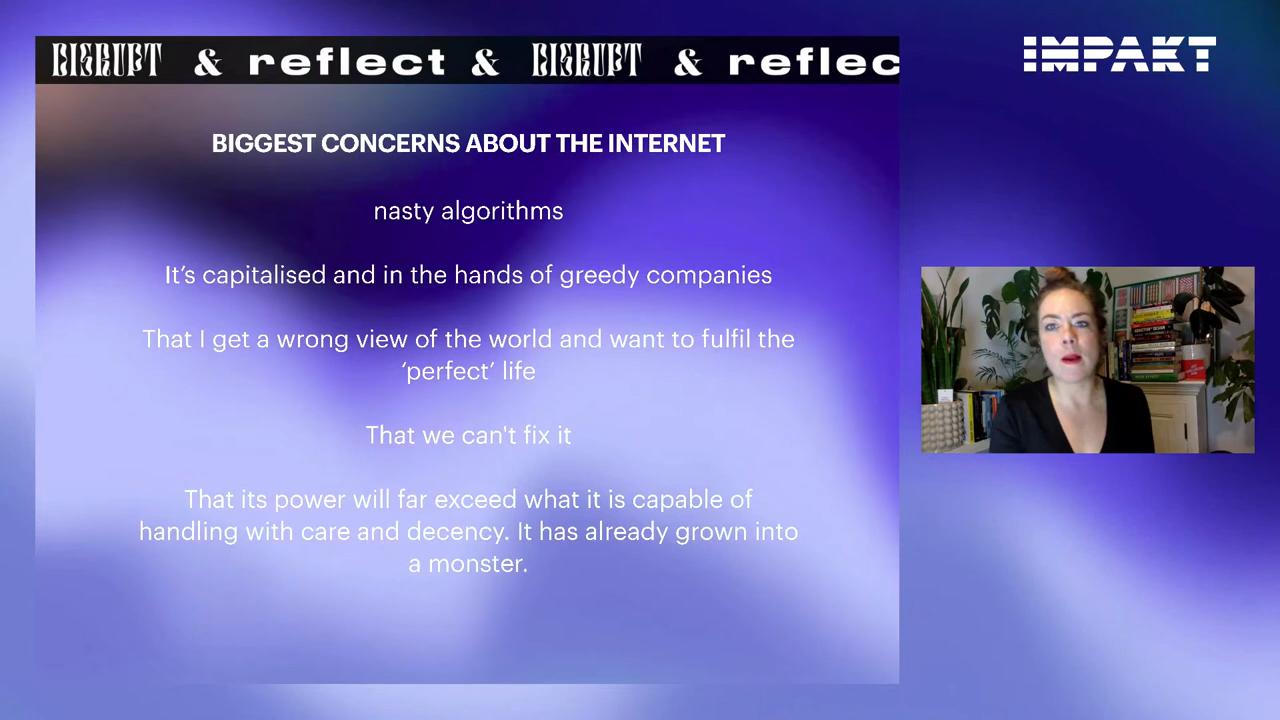 DISRUPT & reflect & DISRUPT & reflec
IMPAKT
BIGGEST CONCERNS ABOUT THE INTERNET
nasty algorithms
It’s capitalised and in the hands of greedy companies
That I get a wrong view of the world and want to fulfil the
‘perfect’ life
That we can't fix it
That its power will far exceed what it is capable of
handling with care and decency. It has already grown into
a monster.